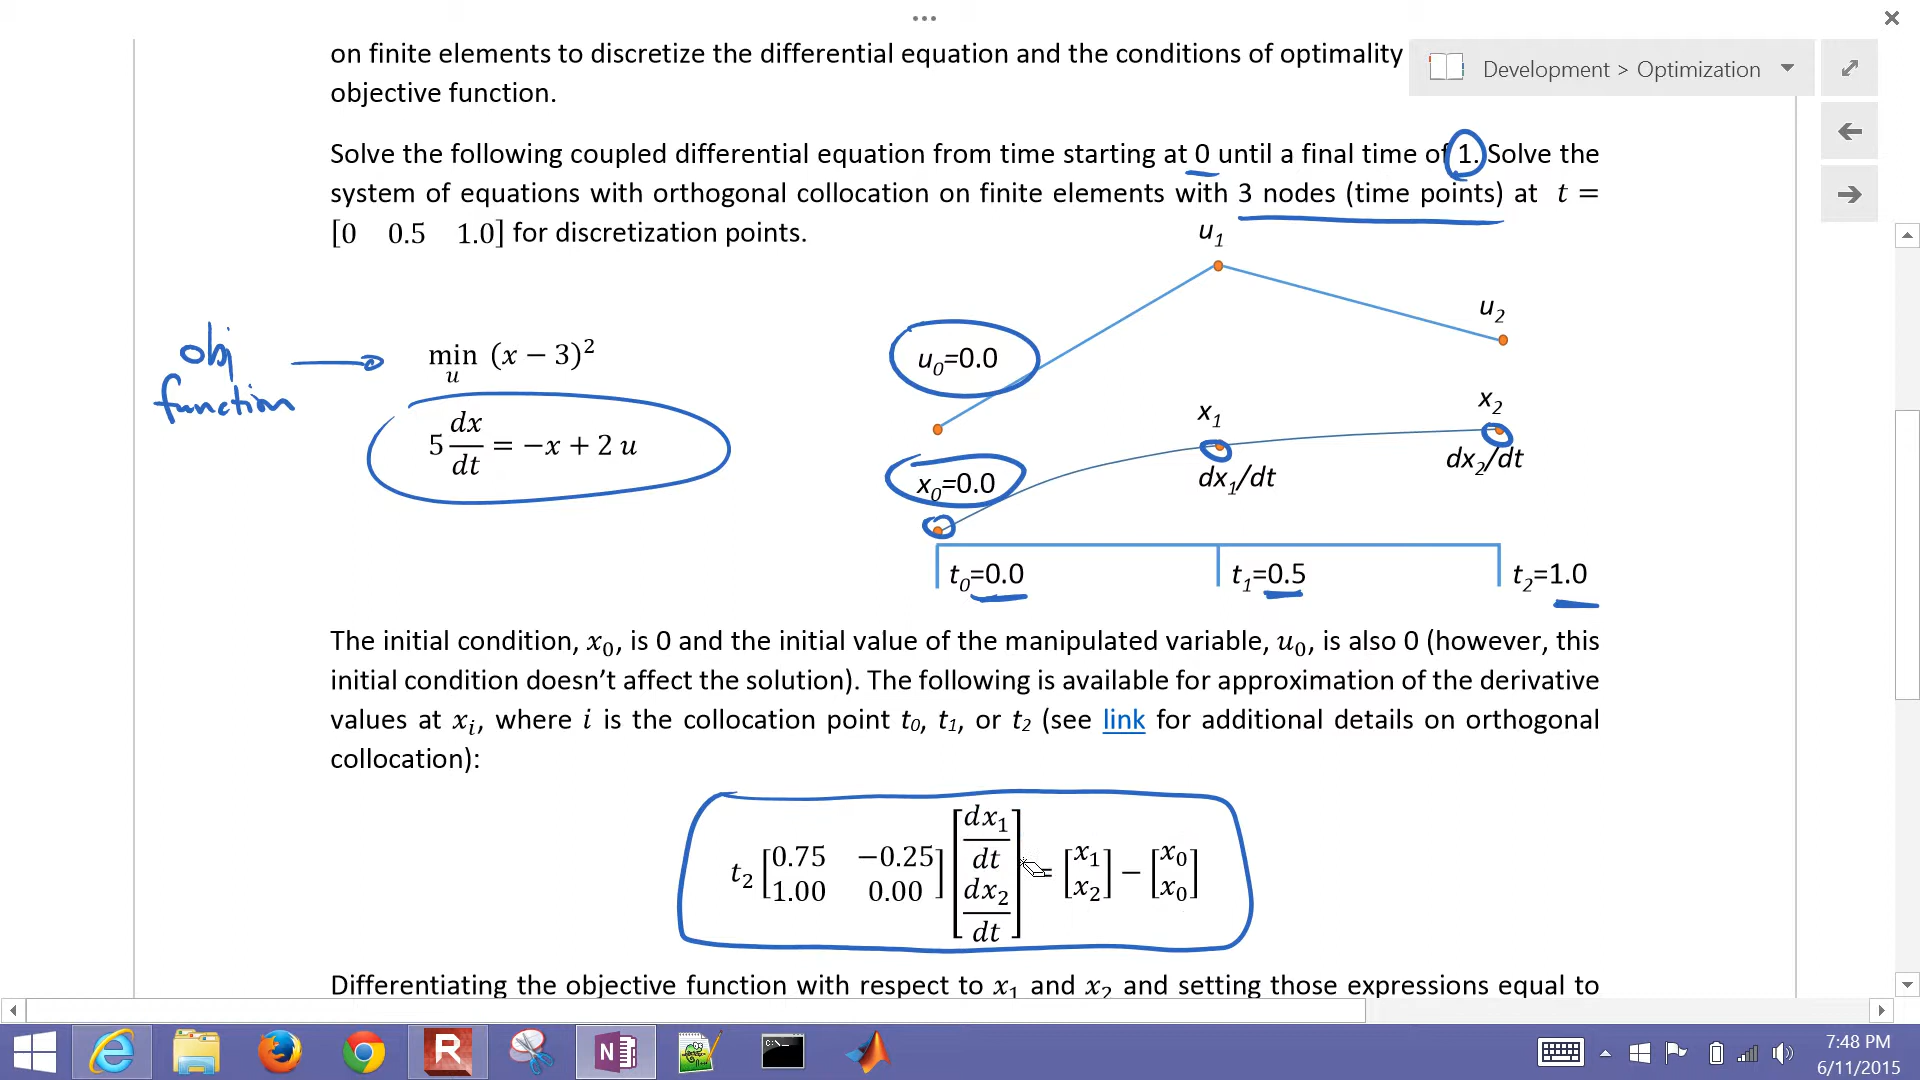 ...
on finite elements to discretize the differential equation and the conditions of optimality
Development > Optimization
objective function.
Solve the following coupled differential equation from time starting at 0 until a final time of 1. Solve the
system of equations with orthogonal collocation on finite elements with 3 nodes (time points) at t =
[0 0.5 1.0] for discretization points.
u₁
u₂
obj
function
min (x − 3)²
u
u₀=0.0
5 dx/dt = −x + 2 u
x₁
x₂
x₀=0.0
dx₁/dt
dx₂/dt
t₀=0.0
t₁=0.5
t₂=1.0
The initial condition, x₀, is 0 and the initial value of the manipulated variable, u₀, is also 0 (however, this
initial condition doesn't affect the solution). The following is available for approximation of the derivative
values at xᵢ, where i is the collocation point t₀, t₁, or t₂ (see link for additional details on orthogonal
collocation):
t₂ [0.75 −0.25; 1.00 0.00] [dx₁/dt; dx₂/dt] = [x₁; x₂] − [x₀; x₀]
Differentiating the objective function with respect to x₁ and x₂ and setting those expressions equal to
7:48 PM
6/11/2015